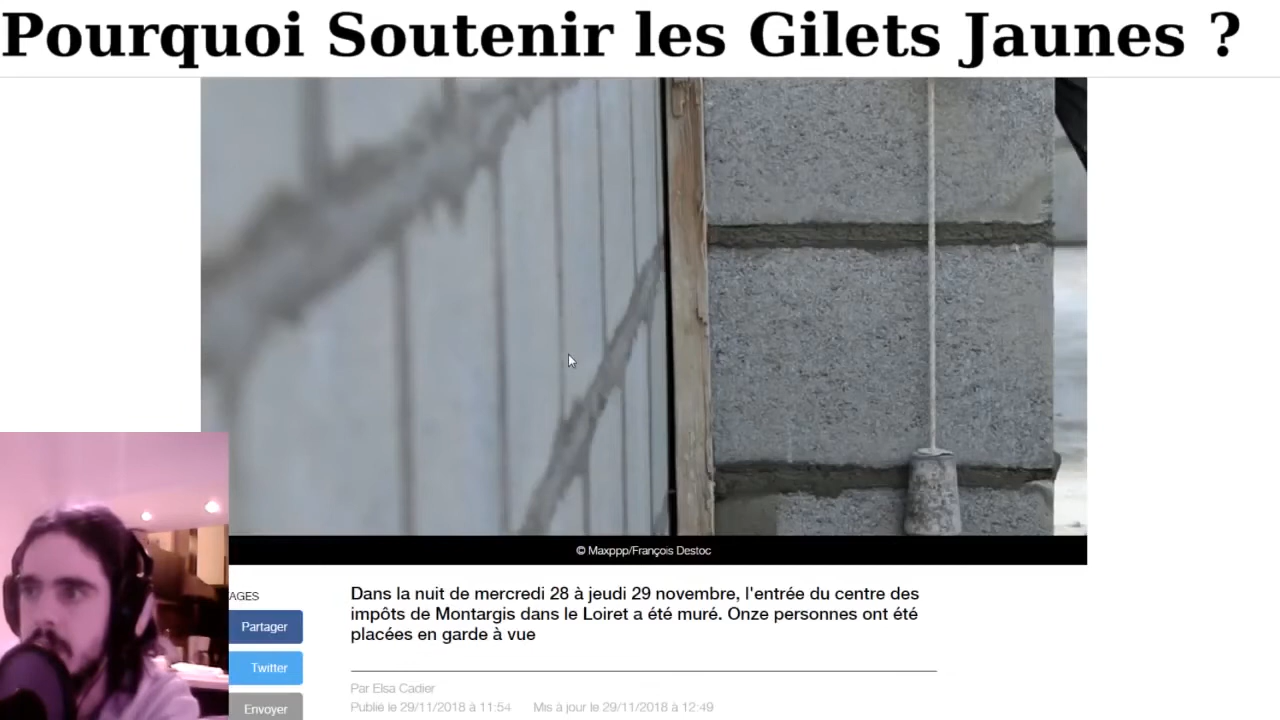 Pourquoi Soutenir les Gilets Jaunes ?
© Maxppp/François Destoc
AGES
Partager
Twitter
Envoyer
Dans la nuit de mercredi 28 à jeudi 29 novembre, l'entrée du centre des
impôts de Montargis dans le Loiret a été muré. Onze personnes ont été
placées en garde à vue
Par Elsa Cadier
Publié le 29/11/2018 à 11:54 Mis à jour le 29/11/2018 à 12:49